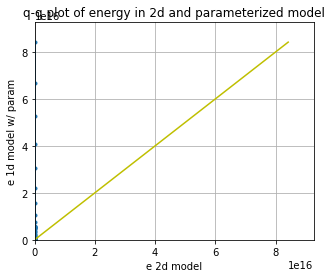 q-q plot of energy in 2d and parameterized model
1e16
8
6
4
2
0
e 1d model w/ param
0 2 4 6 8
1e16
e 2d model